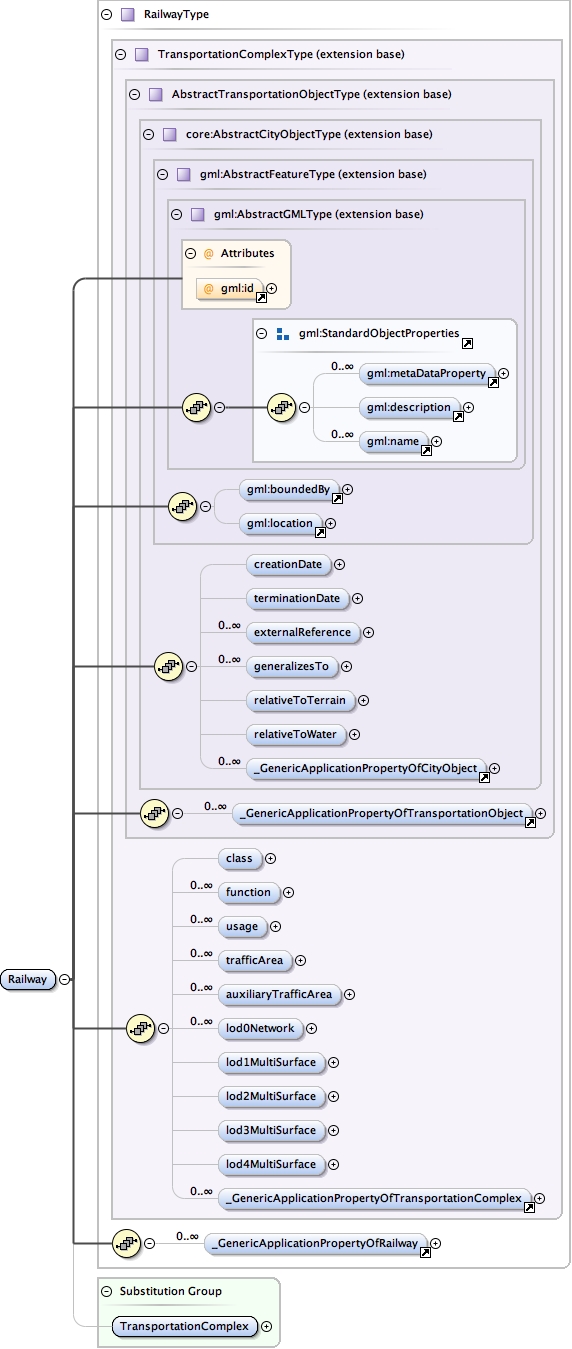 RailwayType
TransportationComplexType (extension base)
AbstractTransportationObjectType (extension base)
core:AbstractCityObjectType (extension base)
gml:AbstractFeatureType (extension base)
gml:AbstractGMLType (extension base)
@ Attributes
@ gml:id
gml:StandardObjectProperties
0..∞ gml:metaDataProperty
gml:description
0..∞ gml:name
gml:boundedBy
gml:location
creationDate
terminationDate
0..∞ externalReference
0..∞ generalizesTo
relativeToTerrain
relativeToWater
0..∞ _GenericApplicationPropertyOfCityObject
0..∞ _GenericApplicationPropertyOfTransportationObject
class
0..∞ function
0..∞ usage
0..∞ trafficArea
Railway
0..∞ auxiliaryTrafficArea
0..∞ lod0Network
lod1MultiSurface
lod2MultiSurface
lod3MultiSurface
lod4MultiSurface
0..∞ _GenericApplicationPropertyOfTransportationComplex
0..∞ _GenericApplicationPropertyOfRailway
Substitution Group
TransportationComplex